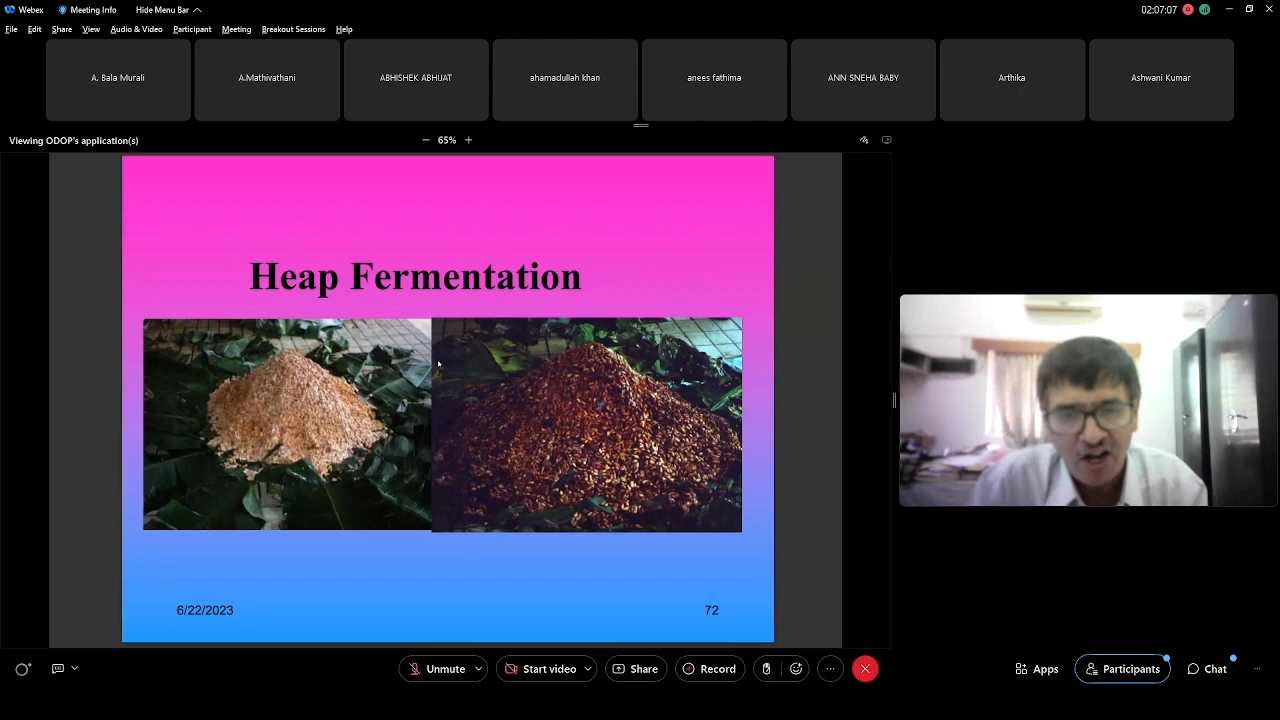 Webex Meeting Info Hide Menu Bar 02:07:07
File Edit Share View Audio & Video Participant Meeting Breakout Sessions Help
A. Bala Murali A.Mathivathani ABHISHEK ABHIJAT ahamadullah khan anees fathima ANN SNEHA BABY Arthika Ashwani Kumar
Viewing ODOP's application(s) 65%
Heap Fermentation
6/22/2023 72
Unmute Start video Share Record Apps Participants Chat